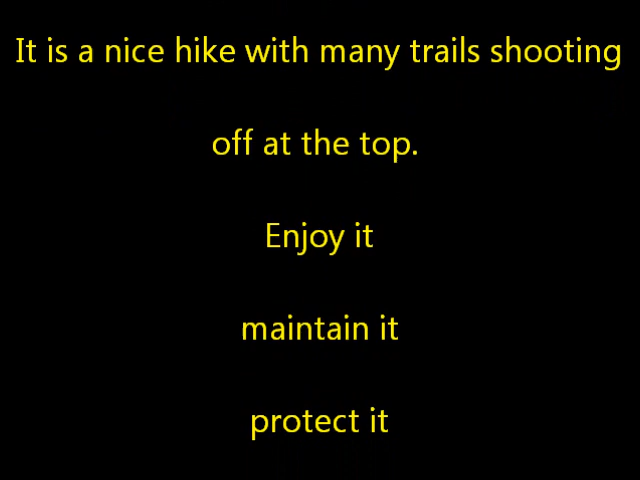 It is a nice hike with many trails shooting
off at the top.
Enjoy it
maintain it
protect it